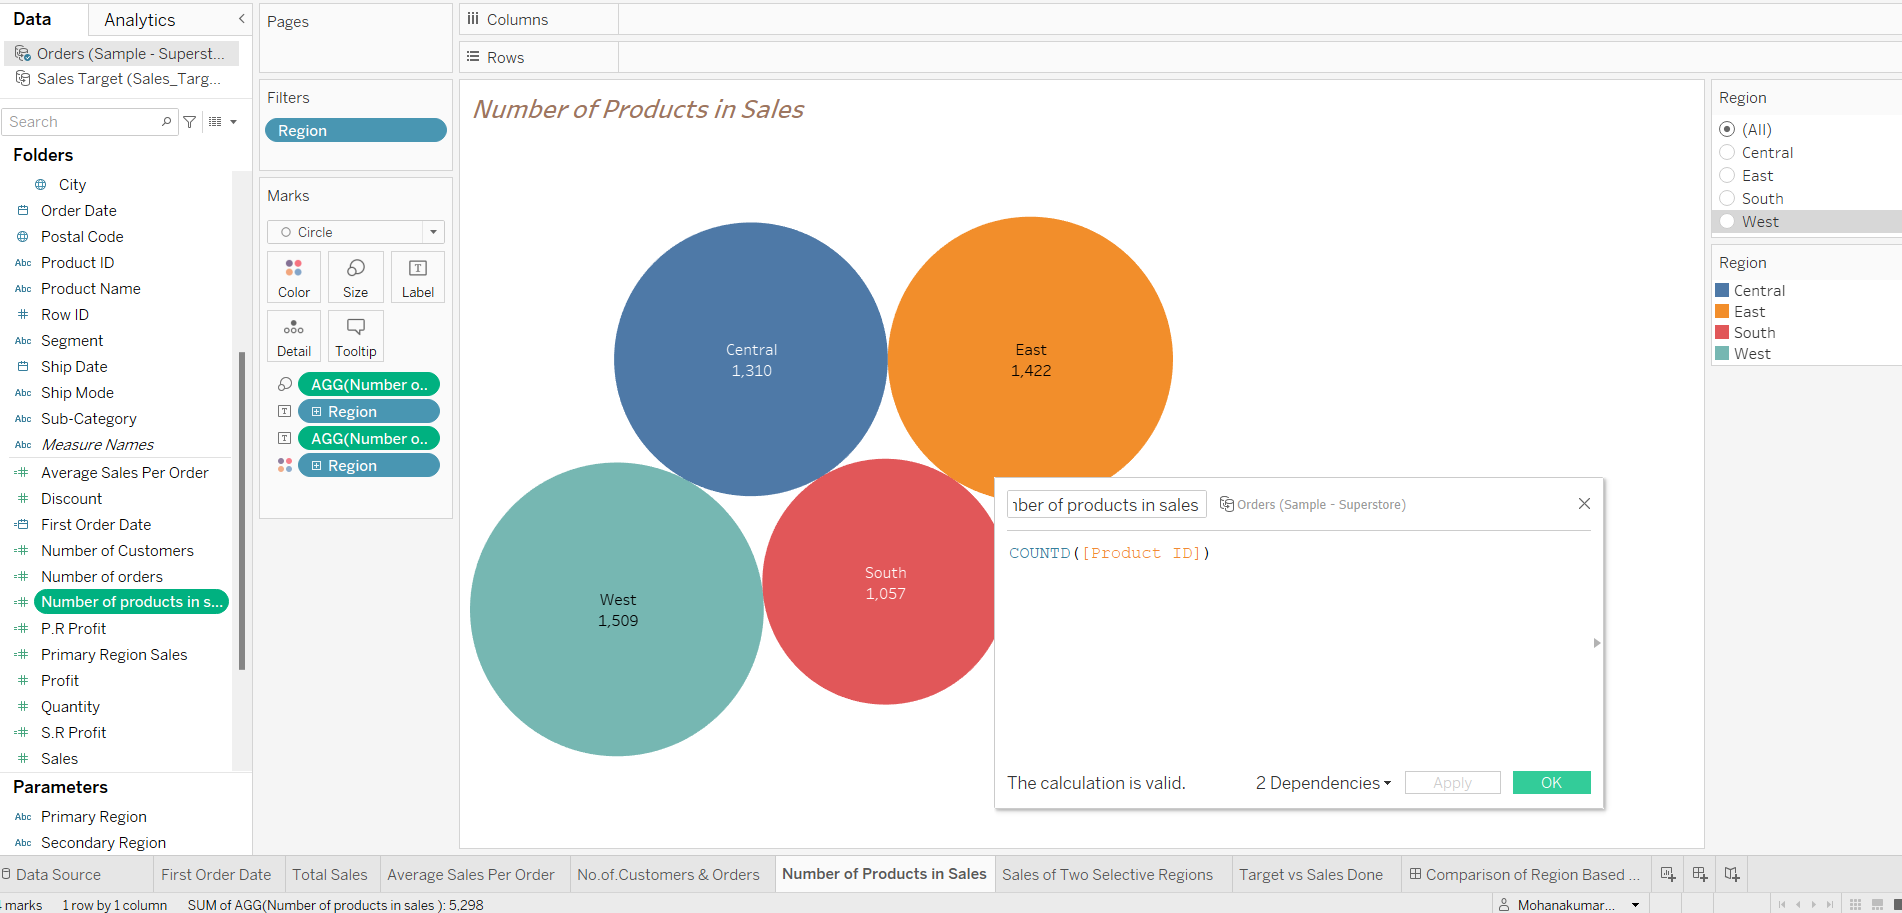 Data
Analytics
Orders (Sample - Superst...
Sales Target (Sales_Targ...
Search
Folders
City
Order Date
Postal Code
Abc Product ID
Abc Product Name
Row ID
Abc Segment
Ship Date
Abc Ship Mode
Abc Sub-Category
Abc Measure Names
Average Sales Per Order
Discount
First Order Date
Number of Customers
Number of orders
Number of products in s...
P.R Profit
Primary Region Sales
Profit
Quantity
S.R Profit
Sales
Parameters
Abc Primary Region
Abc Secondary Region
Pages
Filters
Region
Marks
Circle
Color Size Label
Detail Tooltip
AGG(Number o..
Region
AGG(Number o..
Region
Columns
Rows
Number of Products in Sales
Central
1,310
East
1,422
West
1,509
South
1,057
nber of products in sales
Orders (Sample - Superstore)
COUNTD([Product ID])
The calculation is valid.
2 Dependencies
Apply
OK
Region
(All)
Central
East
South
West
Region
Central
East
South
West
Data Source
First Order Date
Total Sales
Average Sales Per Order
No.of.Customers & Orders
Number of Products in Sales
Sales of Two Selective Regions
Target vs Sales Done
Comparison of Region Based ...
marks
1 row by 1 column
SUM of AGG(Number of products in sales ): 5,298
Mohanakumar...